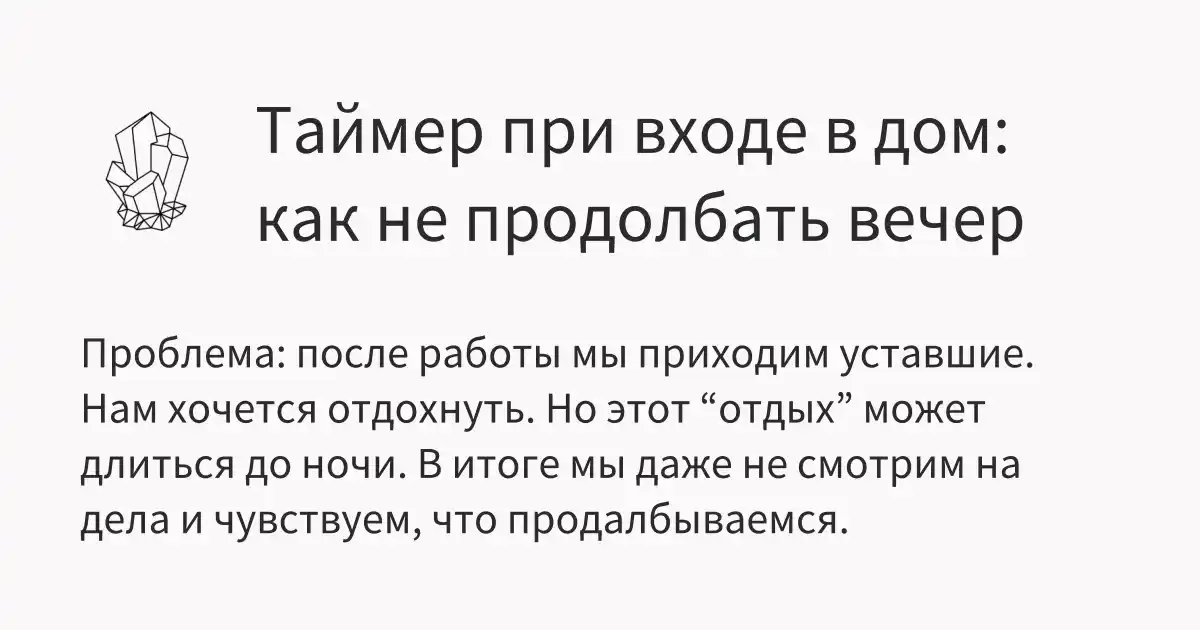 Таймер при входе в дом:
как не продолбать вечер
Проблема: после работы мы приходим уставшие.
Нам хочется отдохнуть. Но этот “отдых” может
длиться до ночи. В итоге мы даже не смотрим на
дела и чувствуем, что продалбываемся.